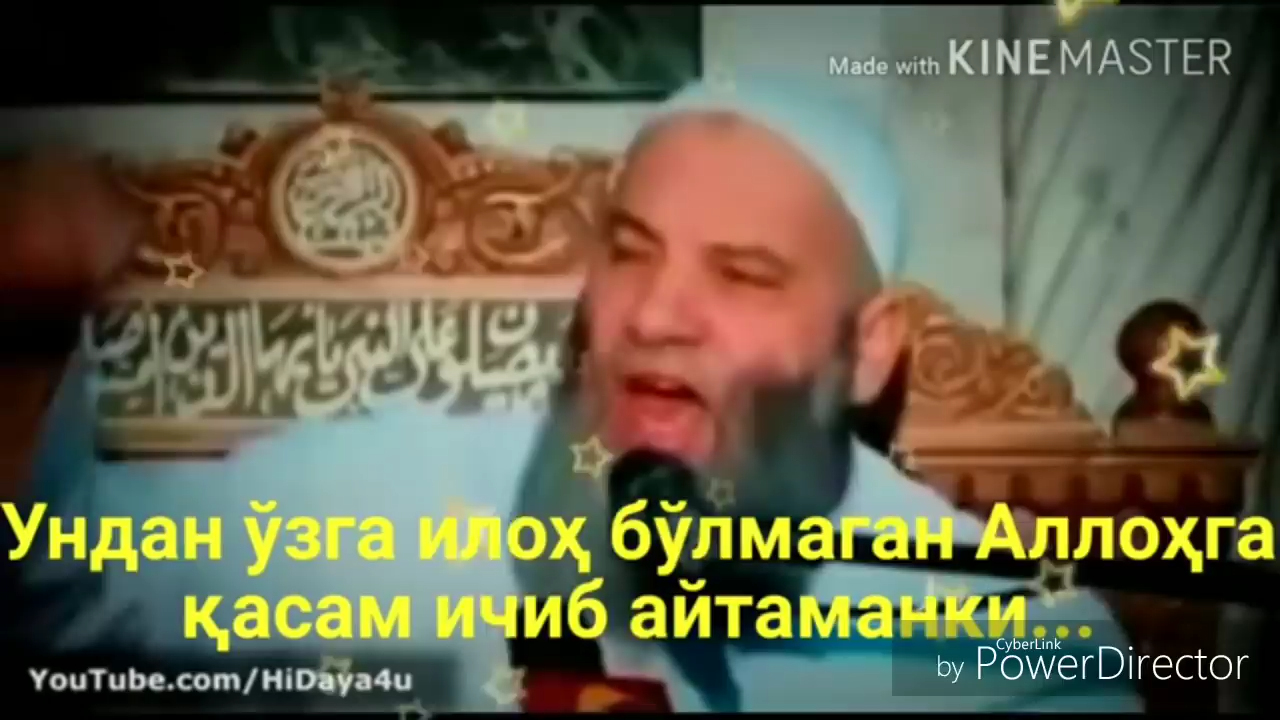 Made with KINEMASTER
Ундан ўзга илоҳ бўлмаган Аллоҳга
қасам ичиб айтаманки...
CyberLink
by PowerDirector
YouTube.com/HiDaya4u